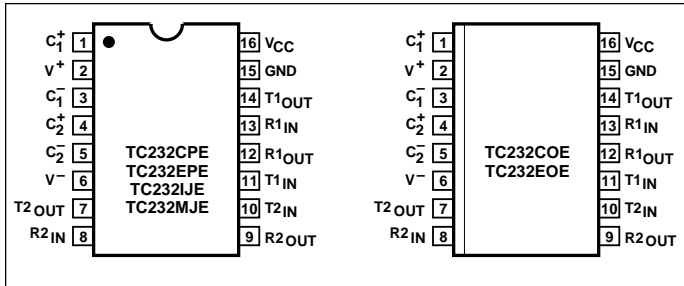 C1+ 1 16 VCC
V+ 2 15 GND
C1− 3 14 T1OUT
C2+ 4 13 R1IN
C2− 5 12 R1OUT
V− 6 11 T1IN
T2OUT 7 10 T2IN
R2IN 8 9 R2OUT
TC232CPE
TC232EPE
TC232IJE
TC232MJE
C1+ 1 16 VCC
V+ 2 15 GND
C1− 3 14 T1OUT
C2+ 4 13 R1IN
C2− 5 12 R1OUT
V− 6 11 T1IN
T2OUT 7 10 T2IN
R2IN 8 9 R2OUT
TC232COE
TC232EOE